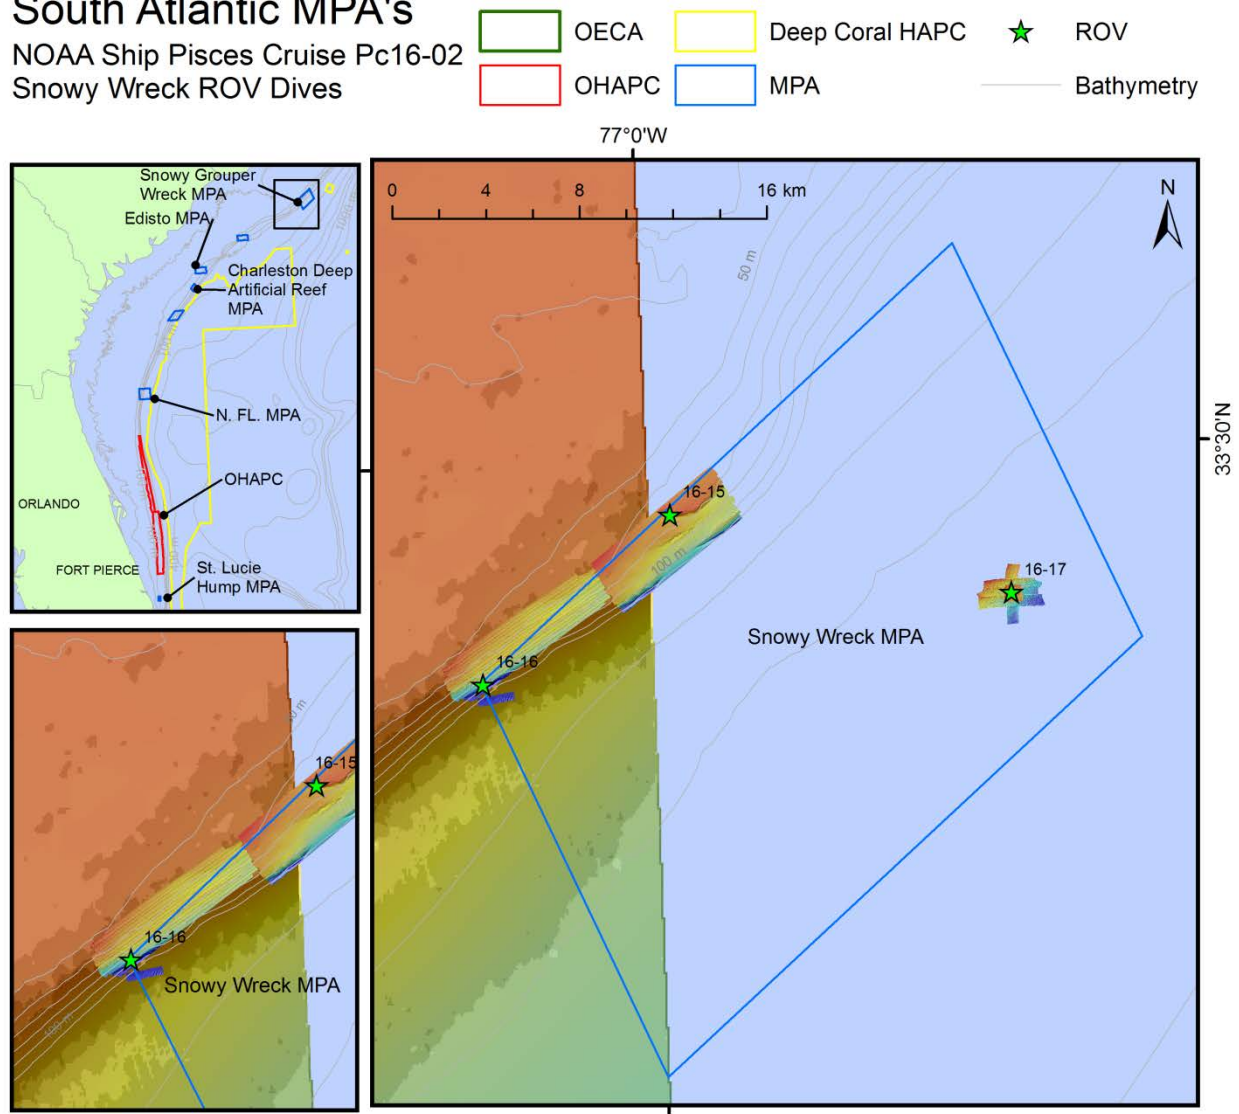 South Atlantic MPA's
NOAA Ship Pisces Cruise Pc16-02
Snowy Wreck ROV Dives
OECA
Deep Coral HAPC
ROV
OHAPC
MPA
Bathymetry
77°0'W
Snowy Grouper
Wreck MPA
Edisto MPA
Charleston Deep
Artificial Reef
MPA
N. FL. MPA
OHAPC
ORLANDO
FORT PIERCE
St. Lucie
Hump MPA
0 4 8 16 km
N
50 m
33°30'N
16-15
100 m
16-17
Snowy Wreck MPA
16-16
16-15
16-16
Snowy Wreck MPA
100 m